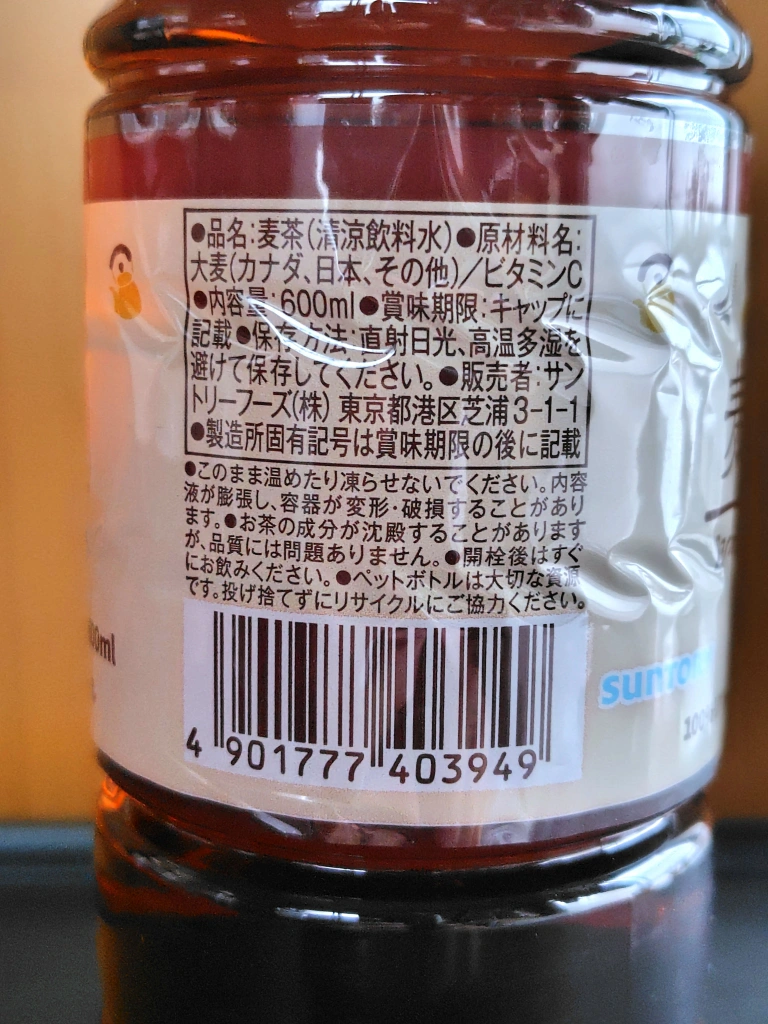 ●品名:麦茶(清涼飲料水)●原材料名:
大麦(カナダ、日本、その他)/ビタミンC
●内容量 600ml●賞味期限:キャップに
記載●保存方法:直射日光、高温多湿を
避けて保存してください。●販売者:サン
トリーフーズ(株) 東京都港区芝浦3-1-1
●製造所固有記号は賞味期限の後に記載
●このまま温めたり凍らせないでください。内容
液が膨張し、容器が変形・破損することがあり
ます。●お茶の成分が沈殿することがあります
が、品質には問題ありません。●開栓後はすぐ
にお飲みください。●ペットボトルは大切な資源
です。投げ捨てずにリサイクルにご協力ください。
4 901777 403949